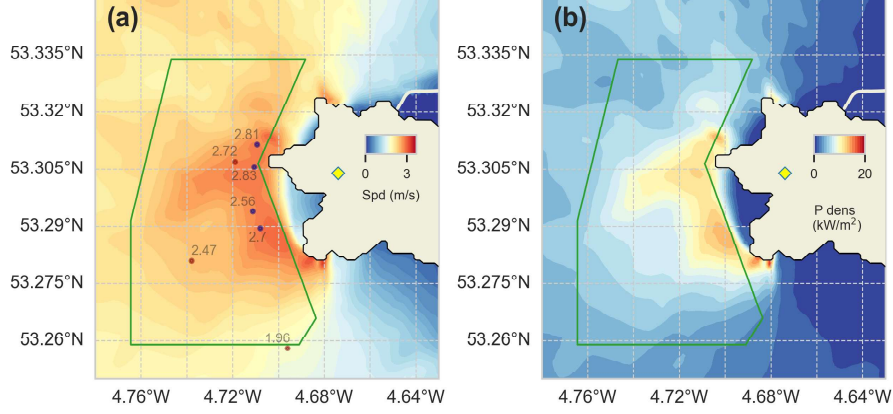 (a)
(b)
53.335°N
53.32°N
53.305°N
53.29°N
53.275°N
53.26°N
4.76°W 4.72°W 4.68°W 4.64°W
2.81
2.72
2.83
2.56
2.7
2.47
1.96
0 3
Spd (m/s)
53.335°N
53.32°N
53.305°N
53.29°N
53.275°N
53.26°N
4.76°W 4.72°W 4.68°W 4.64°W
0 20
P dens
(kW/m²)